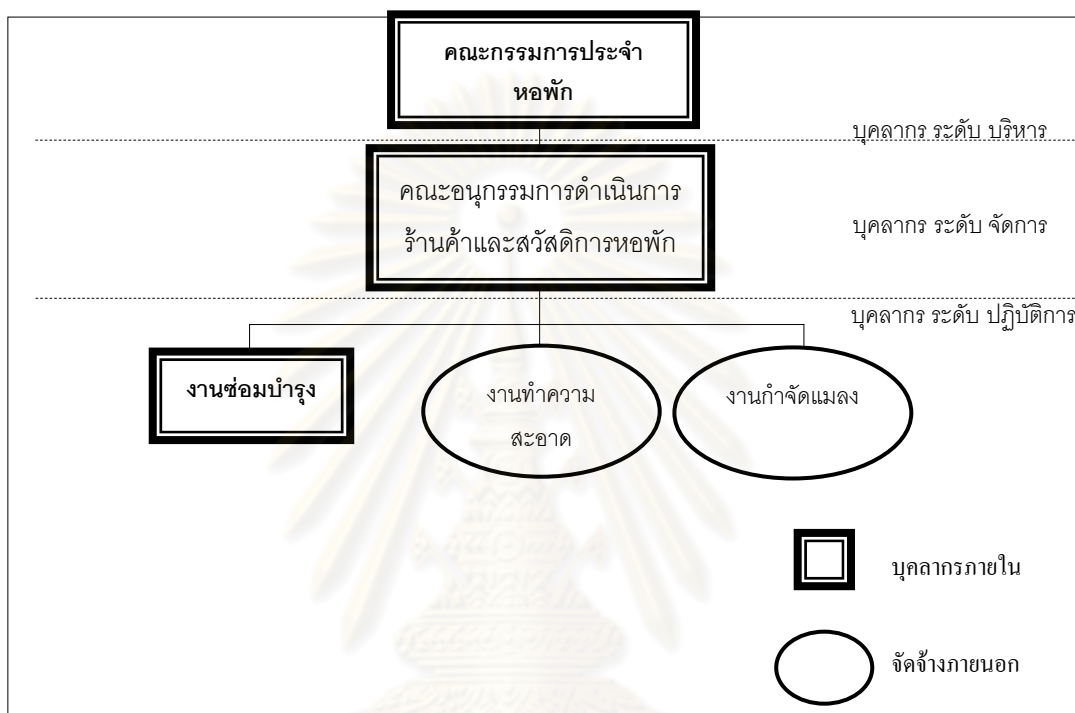 คณะกรรมการประจำ
หอพัก
บุคลากร ระดับ บริหาร
คณะอนุกรรมการดำเนินการ
ร้านค้าและสวัสดิการหอพัก
บุคลากร ระดับ จัดการ
บุคลากร ระดับ ปฏิบัติการ
งานซ่อมบำรุง
งานทำความ
สะอาด
งานกำจัดแมลง
บุคลากรภายใน
จัดจ้างภายนอก